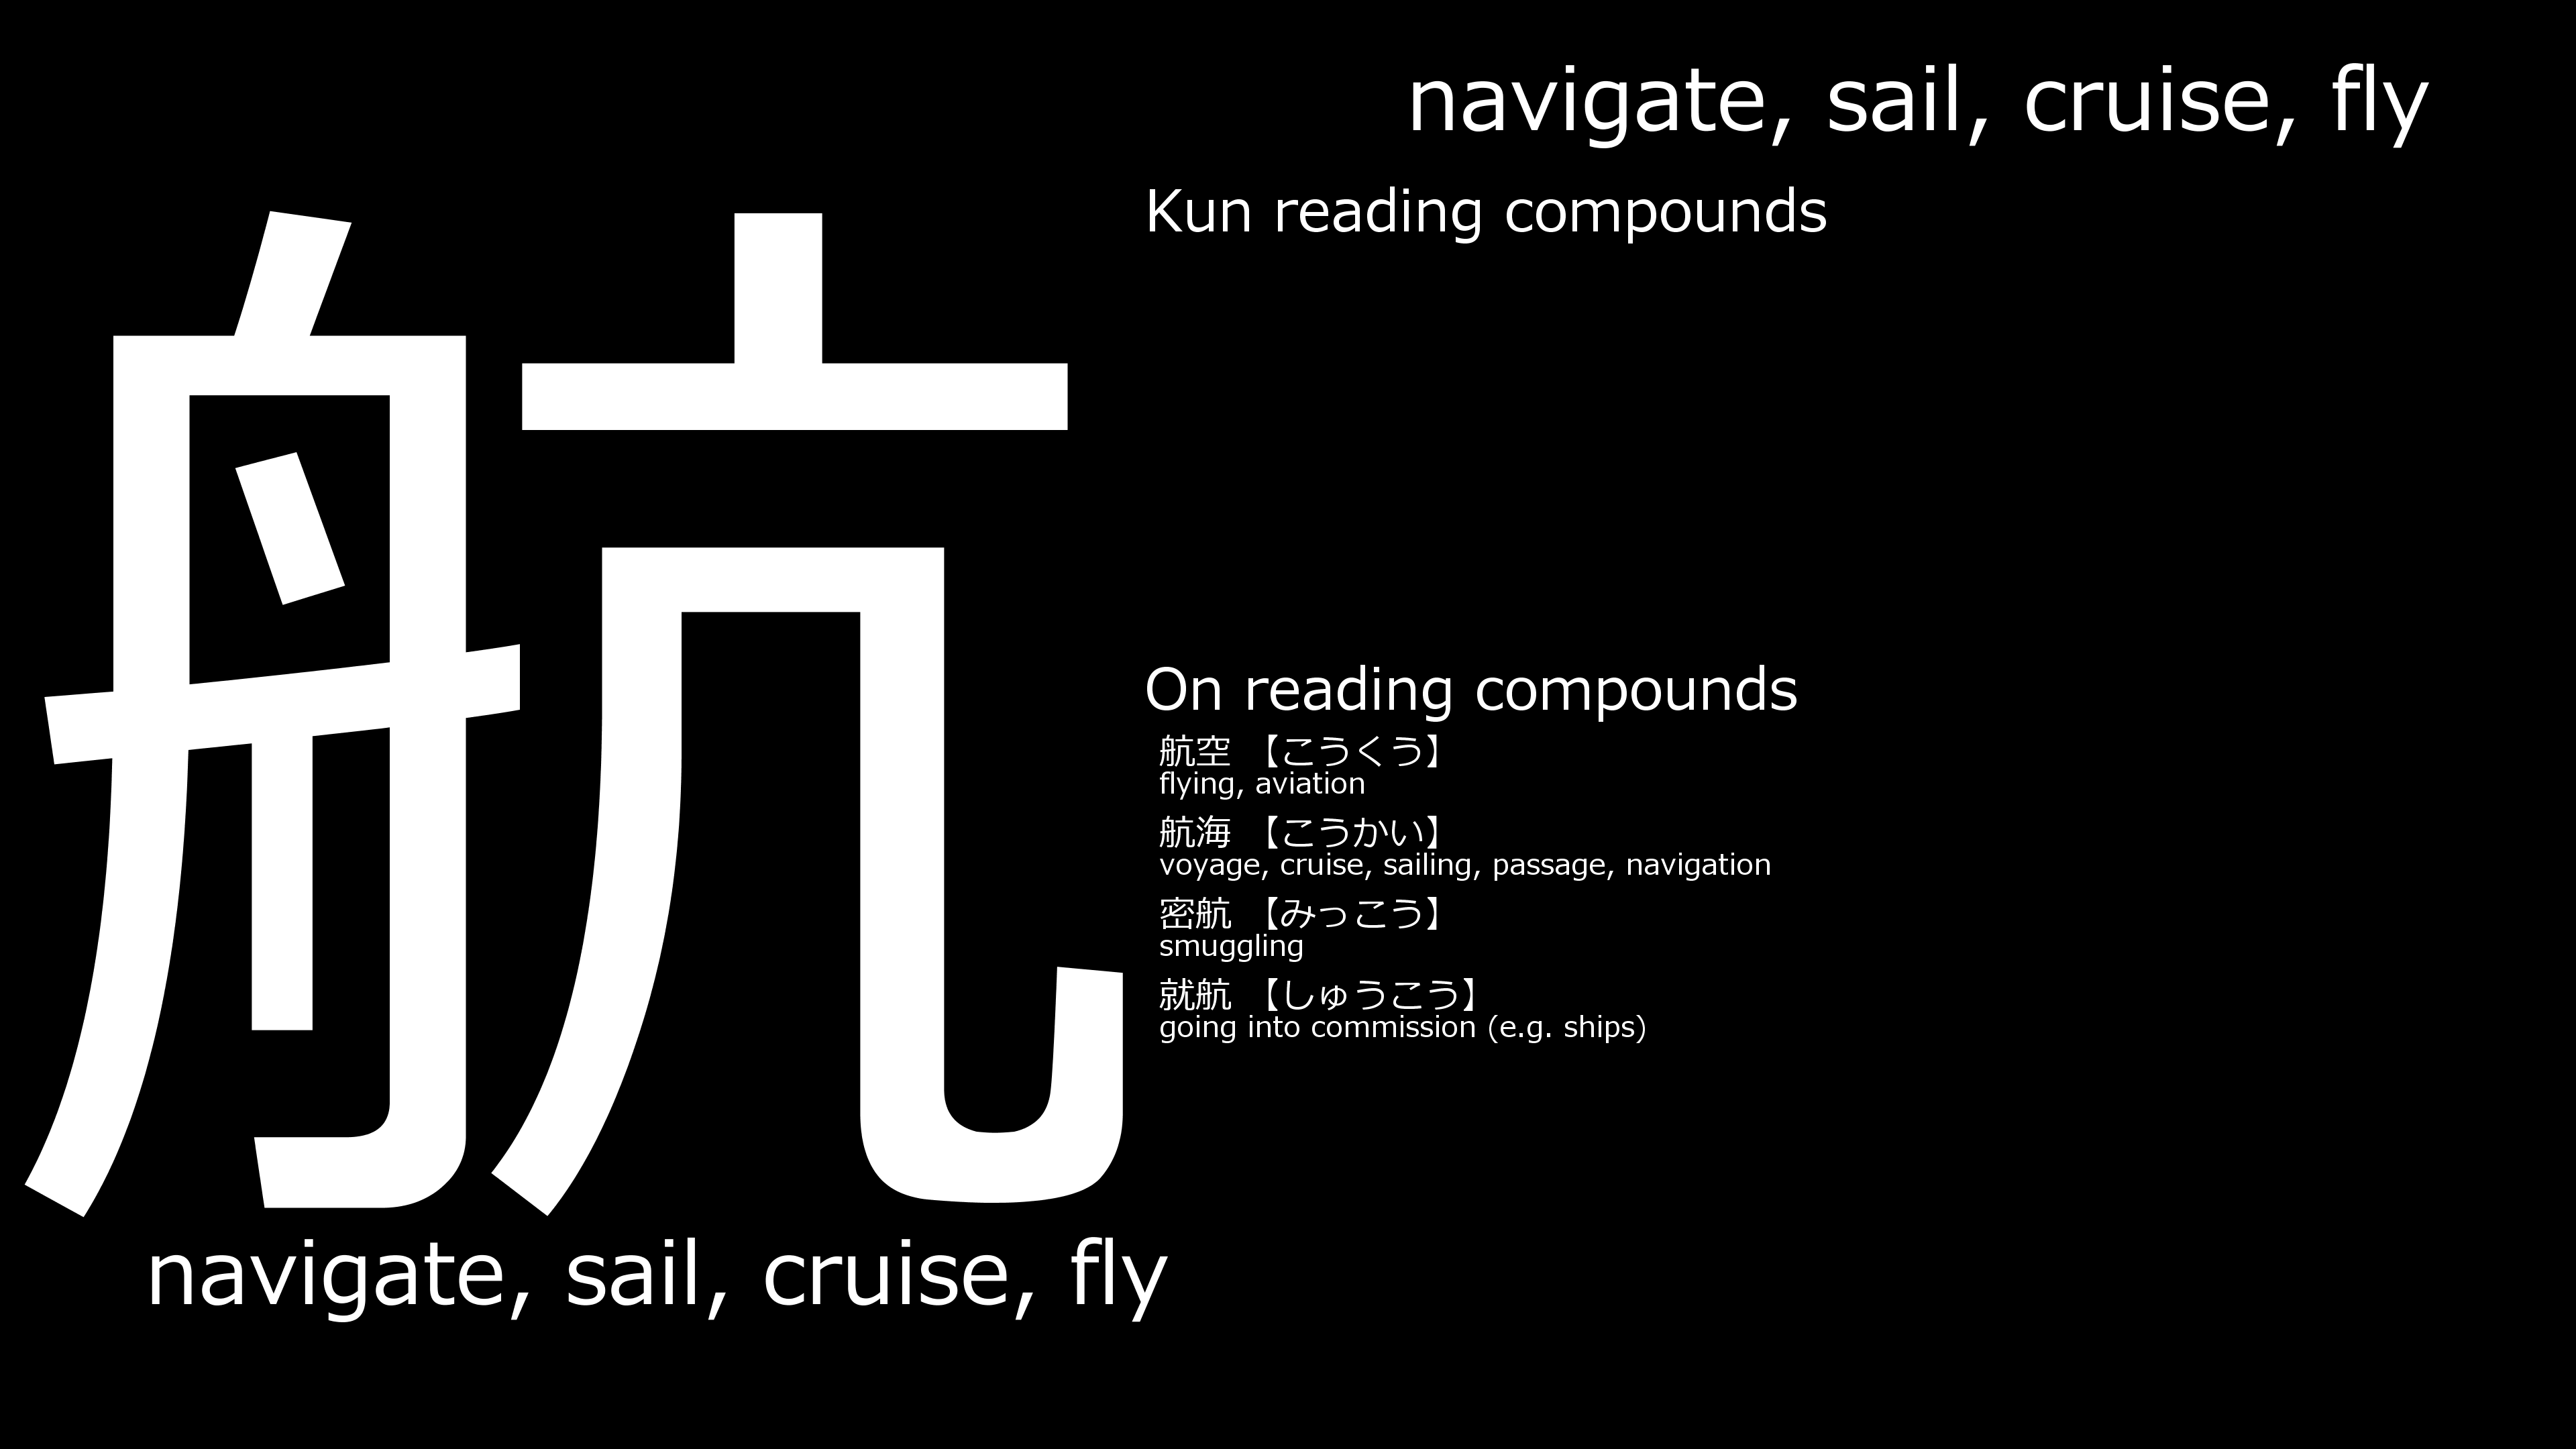 航
navigate, sail, cruise, fly
navigate, sail, cruise, fly
Kun reading compounds
On reading compounds
航空 【こうくう】
flying, aviation
航海 【こうかい】
voyage, cruise, sailing, passage, navigation
密航 【みっこう】
smuggling
就航 【しゅうこう】
going into commission (e.g. ships)